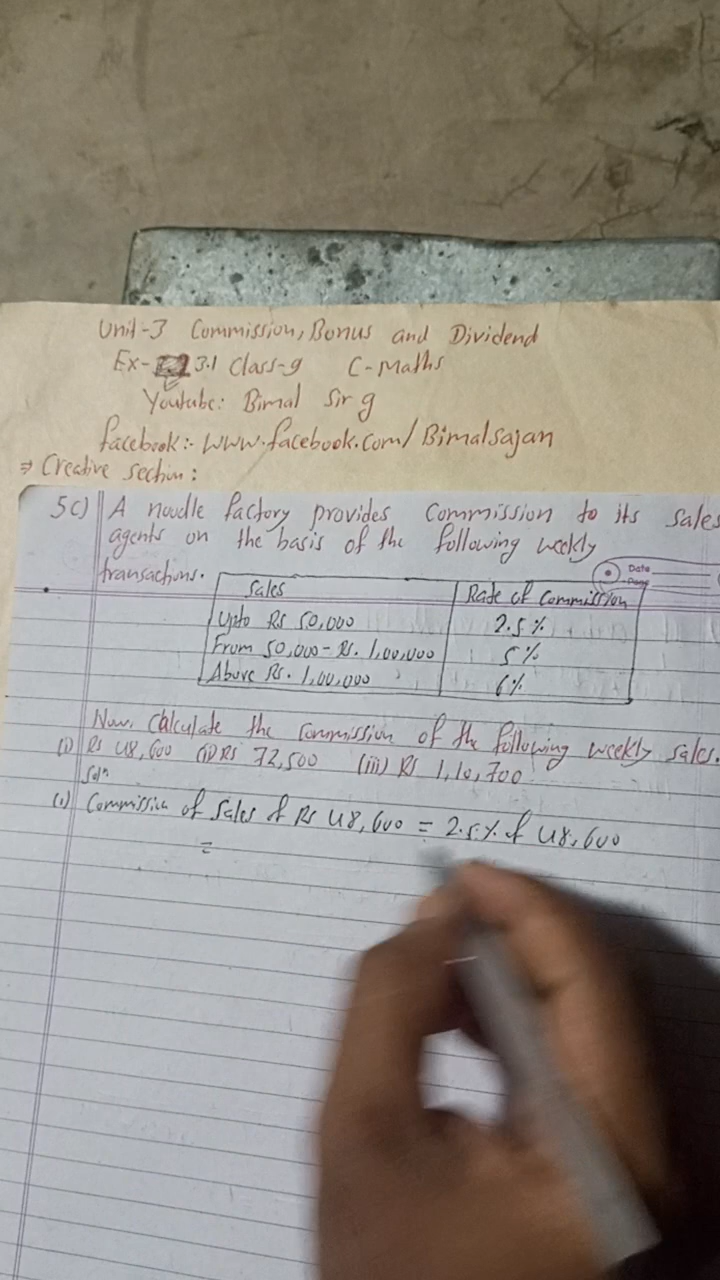 Unit-3 Commission, Bonus and Dividend
Ex- 3.1 Class-9 C-Maths
Youtube: Bimal Sir g
facebook:- www.facebook.com/Bimalsajan
⇒ Creative section:
5c) A noodle factory provides commission to its sales
agents on the basis of the following weekly
transactions.
Date
Page
Sales Rate of Commission
Upto Rs 50,000 2.5%
From 50,000 - Rs. 1,00,000 5%
Above Rs. 1,00,000 6%
Now, Calculate the commission of the following weekly sales.
(i) Rs 48,600 (ii) Rs 72,500 (iii) Rs 1,10,700
Solⁿ
(i) Commission of Sales of Rs 48,600 = 2.5% of 48,600
=